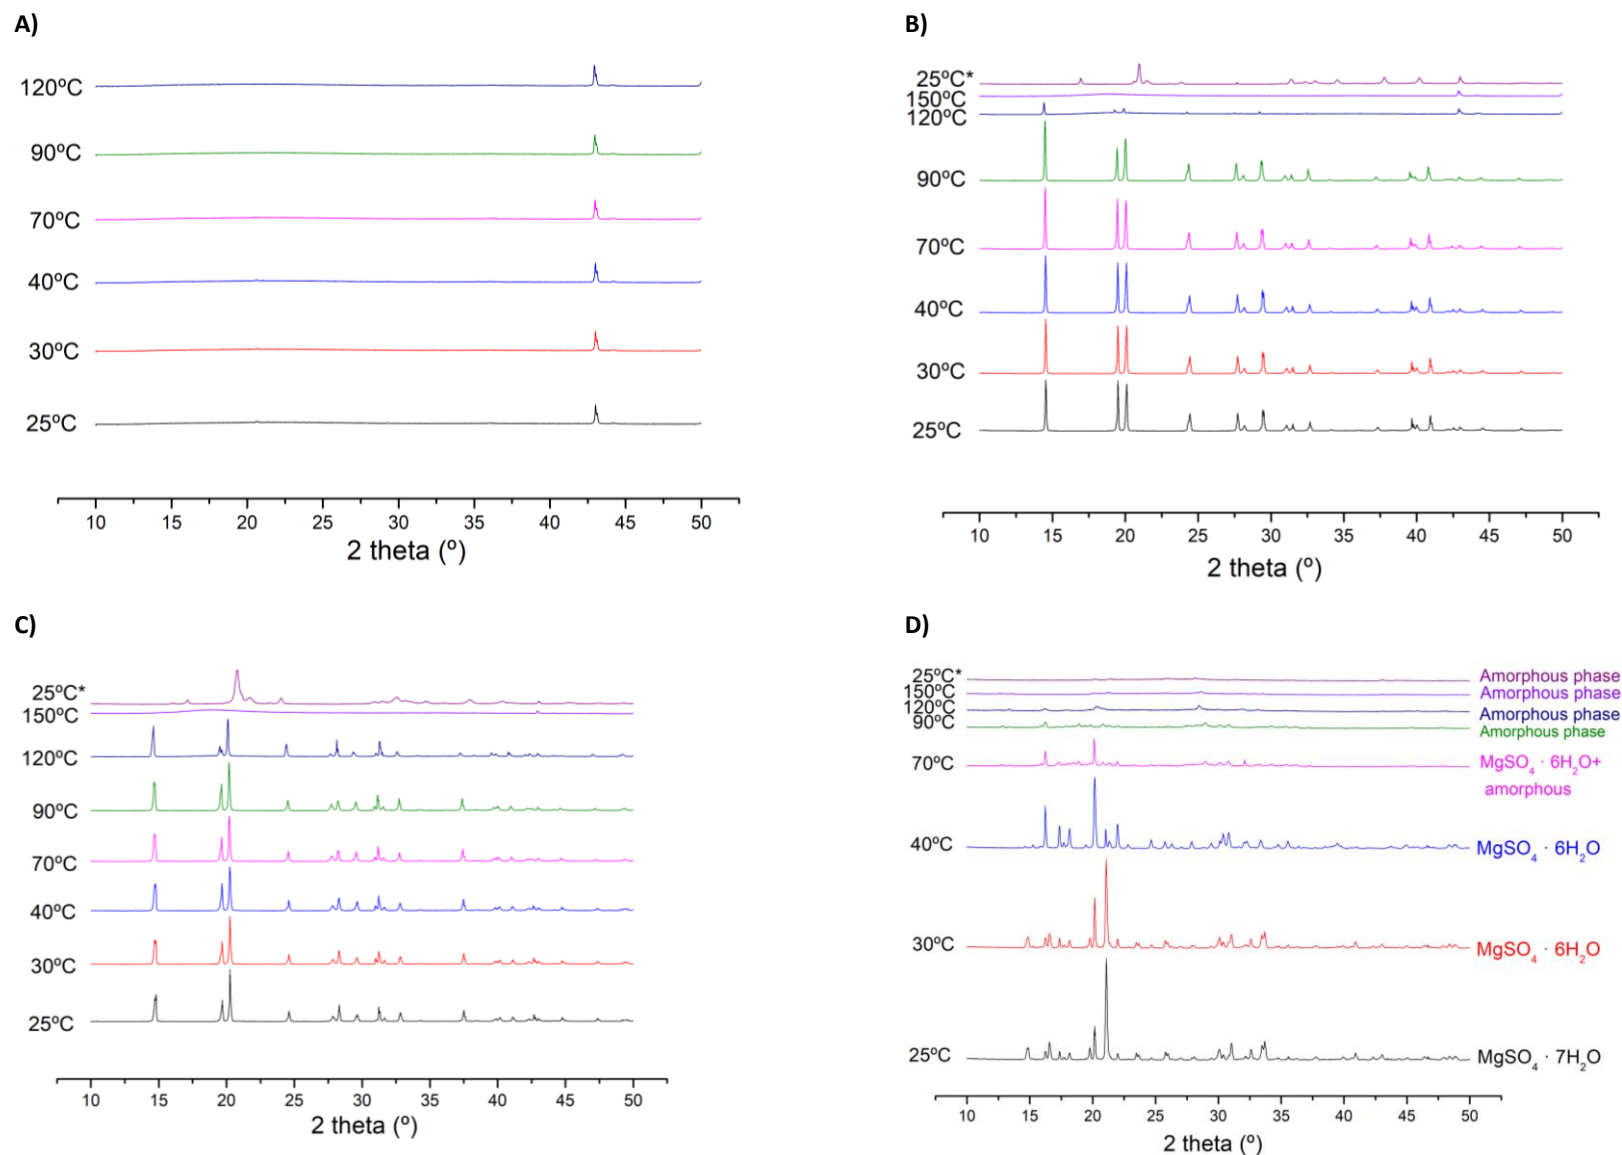 A)
120ºC
90ºC
70ºC
40ºC
30ºC
25ºC
10 15 20 25 30 35 40 45 50
2 theta (º)
B)
25ºC*
150ºC
120ºC
90ºC
70ºC
40ºC
30ºC
25ºC
10 15 20 25 30 35 40 45 50
2 theta (º)
C)
25ºC*
150ºC
120ºC
90ºC
70ºC
40ºC
30ºC
25ºC
10 15 20 25 30 35 40 45 50
2 theta (º)
D)
25ºC* Amorphous phase
150ºC Amorphous phase
120ºC Amorphous phase
90ºC Amorphous phase
70ºC MgSO₄ · 6H₂O+
amorphous
40ºC MgSO₄ · 6H₂O
30ºC MgSO₄ · 6H₂O
25ºC MgSO₄ · 7H₂O
10 15 20 25 30 35 40 45 50
2 theta (º)